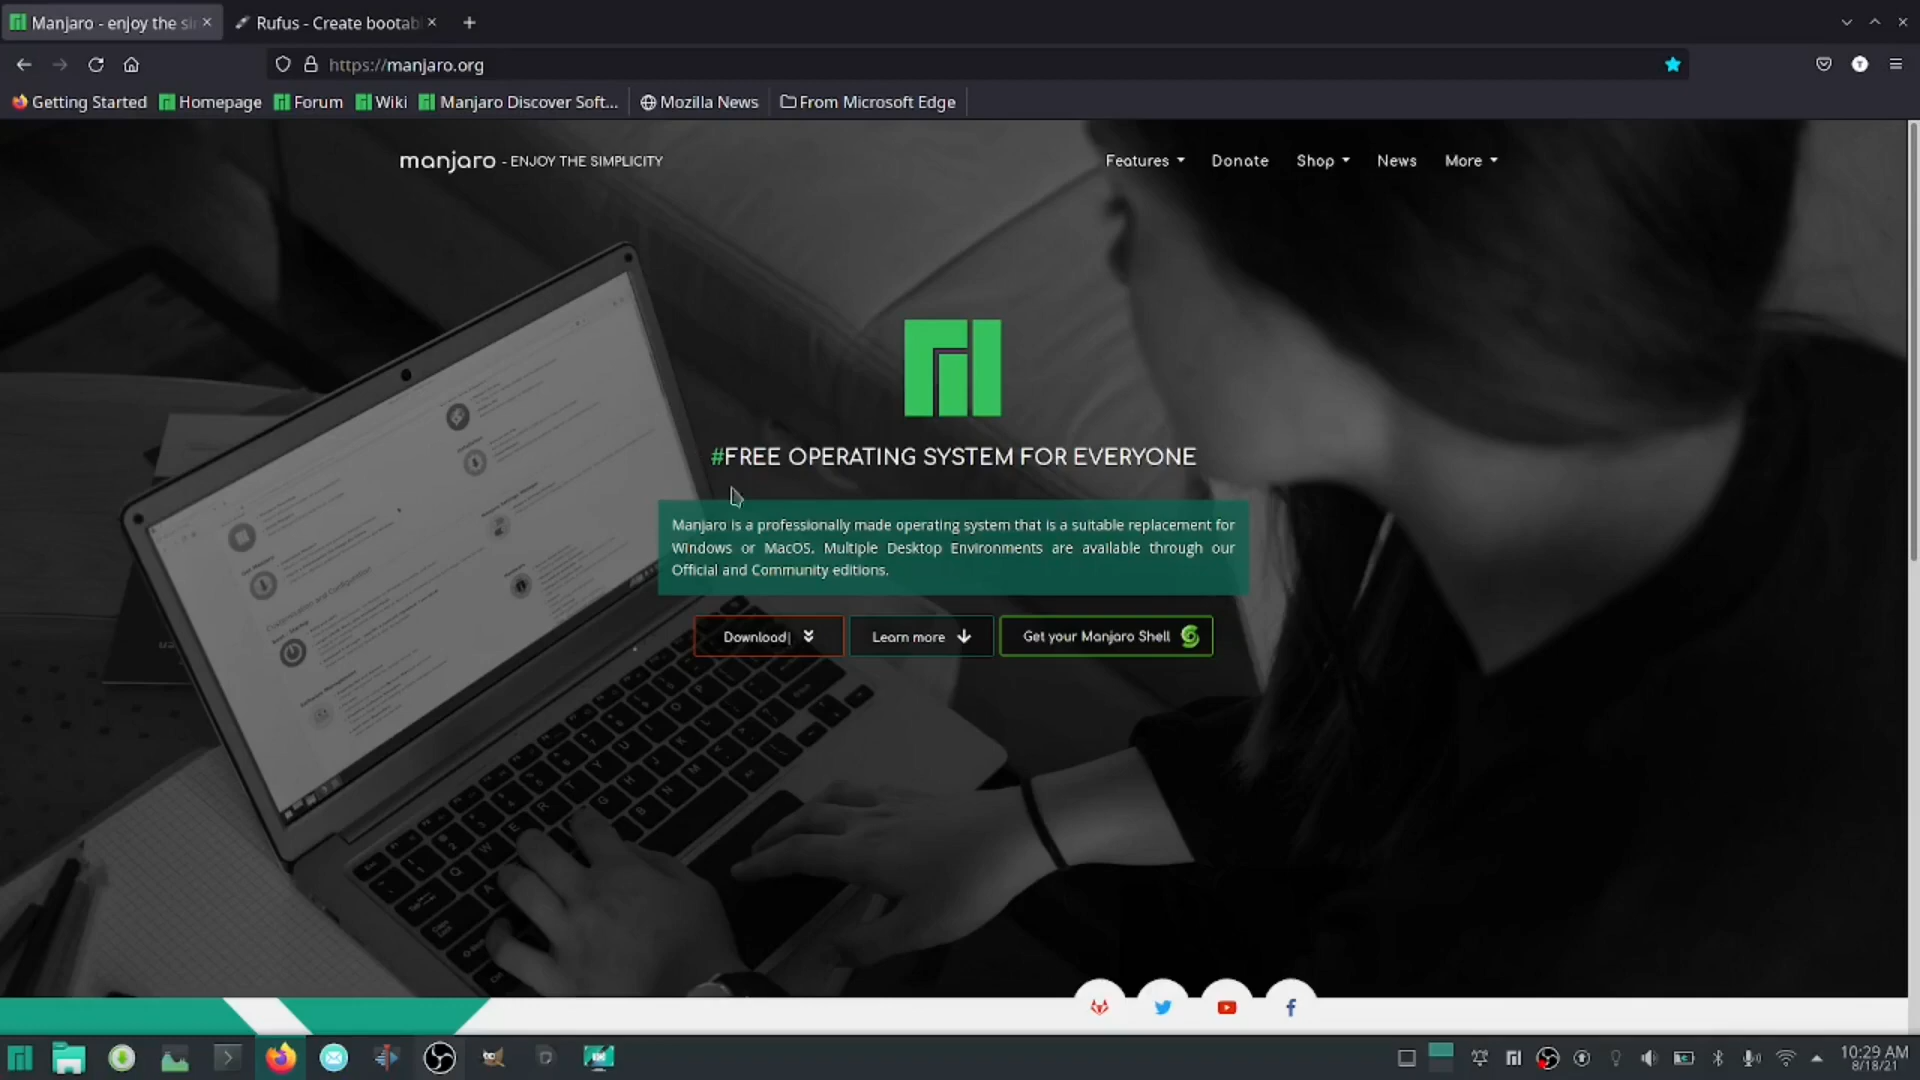 Manjaro - enjoy the si
Rufus - Create bootab
https://manjaro.org
Getting Started
Homepage
Forum
Wiki
Manjaro Discover Soft...
Mozilla News
From Microsoft Edge
manjaro - ENJOY THE SIMPLICITY
Features
Donate
Shop
News
More
#FREE OPERATING SYSTEM FOR EVERYONE
Manjaro is a professionally made operating system that is a suitable replacement for
Windows or MacOS. Multiple Desktop Environments are available through our
Official and Community editions.
Download|
Learn more
Get your Manjaro Shell
10:29 AM
8/18/21